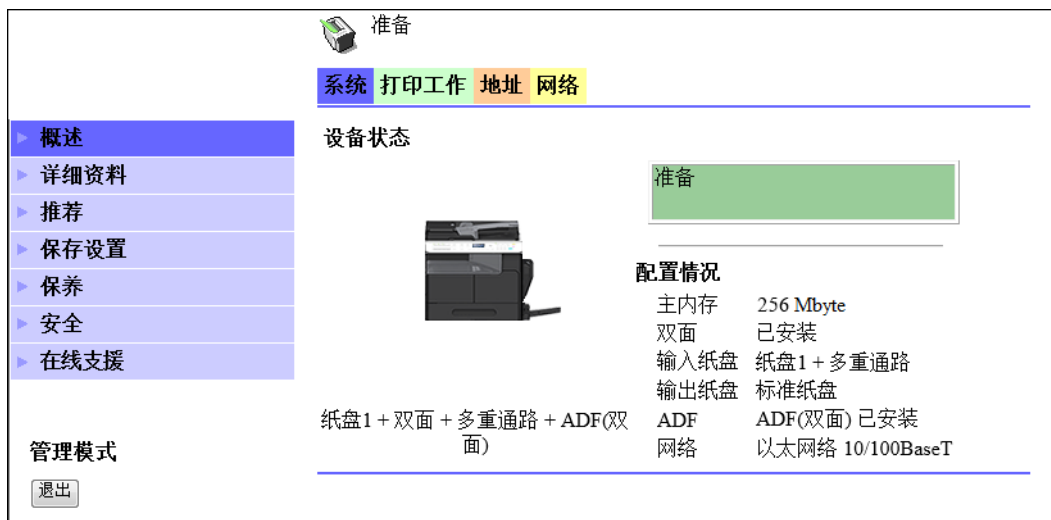 准备
系统 打印工作 地址 网络
概述
详细资料
推荐
保存设置
保养
安全
在线支援
管理模式
退出
设备状态
准备
纸盘1 + 双面 + 多重通路 + ADF(双
面)
配置情况
主内存 256 Mbyte
双面 已安装
输入纸盘 纸盘1 + 多重通路
输出纸盘 标准纸盘
ADF ADF(双面) 已安装
网络 以太网络 10/100BaseT